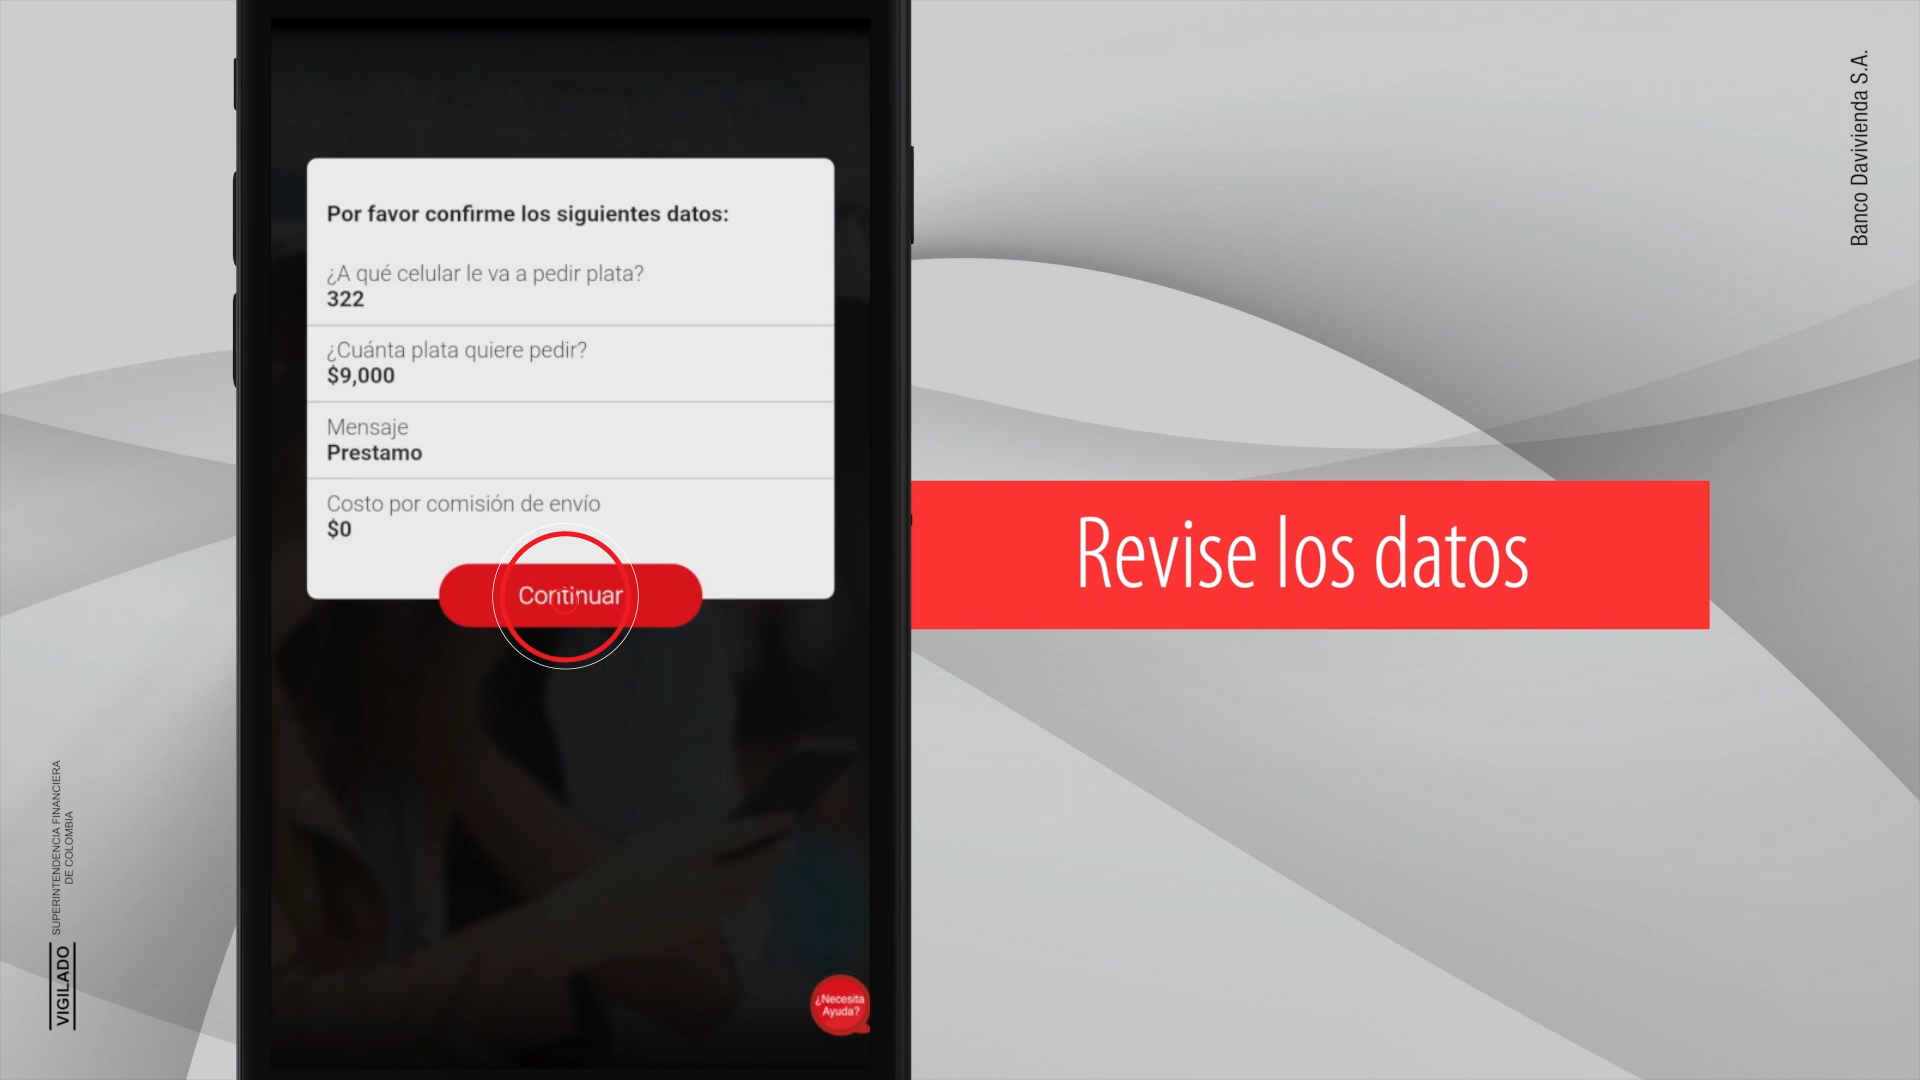 Por favor confirme los siguientes datos:
¿A qué celular le va a pedir plata?
322
¿Cuánta plata quiere pedir?
$9,000
Mensaje
Prestamo
Costo por comisión de envío
$0
Continuar
¿Necesita
Ayuda?
Revise los datos
Banco Davivienda S.A.
VIGILADO
SUPERINTENDENCIA FINANCIERA
DE COLOMBIA